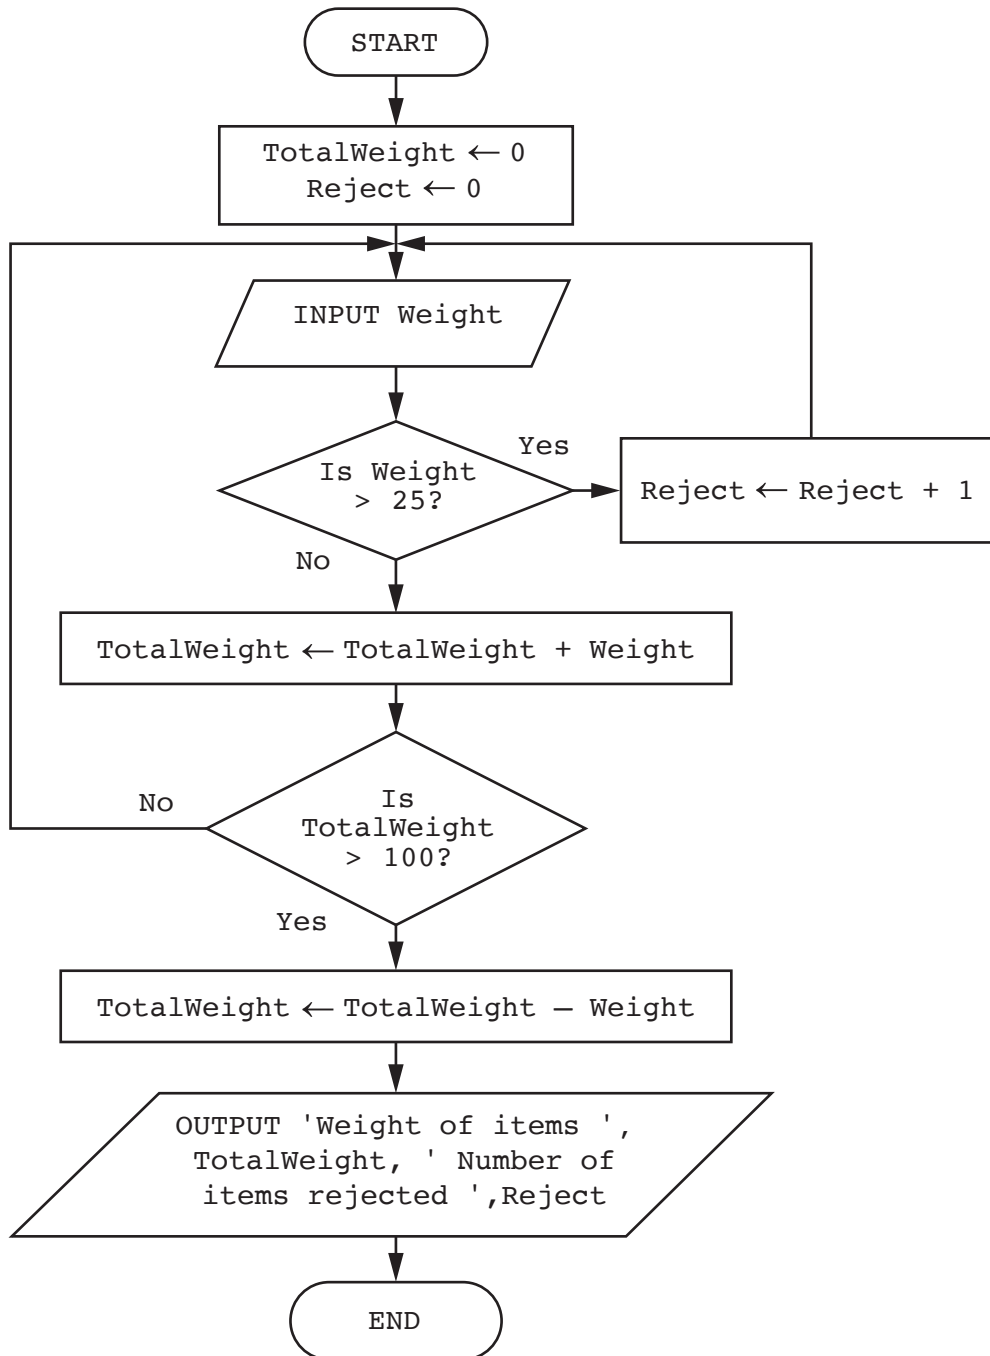 START
TotalWeight ← 0
Reject ← 0
INPUT Weight
Yes
Is Weight
> 25?
Reject ← Reject + 1
No
TotalWeight ← TotalWeight + Weight
No
Is
TotalWeight
> 100?
Yes
TotalWeight ← TotalWeight – Weight
OUTPUT 'Weight of items ',
TotalWeight, ' Number of
items rejected ',Reject
END